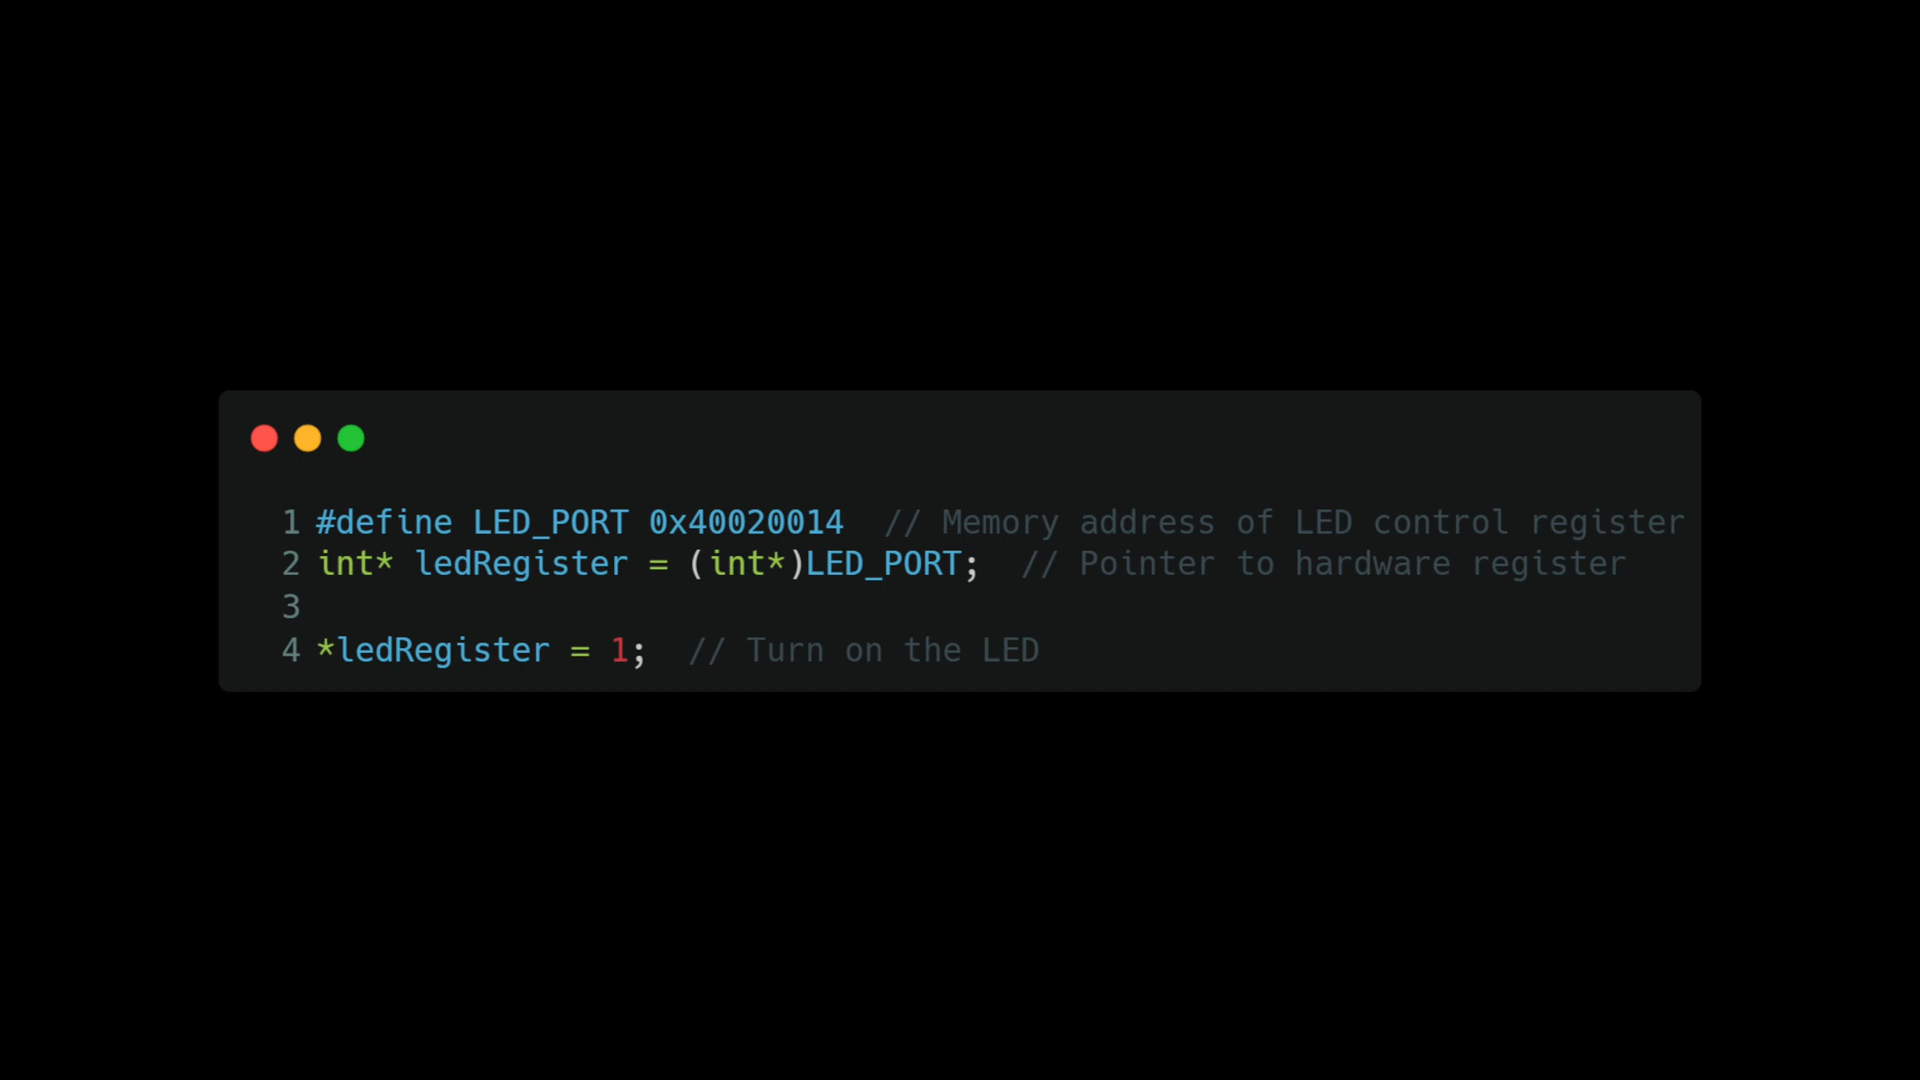 1 #define LED_PORT 0x40020014  // Memory address of LED control register
2 int* ledRegister = (int*)LED_PORT;  // Pointer to hardware register
3
4 *ledRegister = 1;  // Turn on the LED